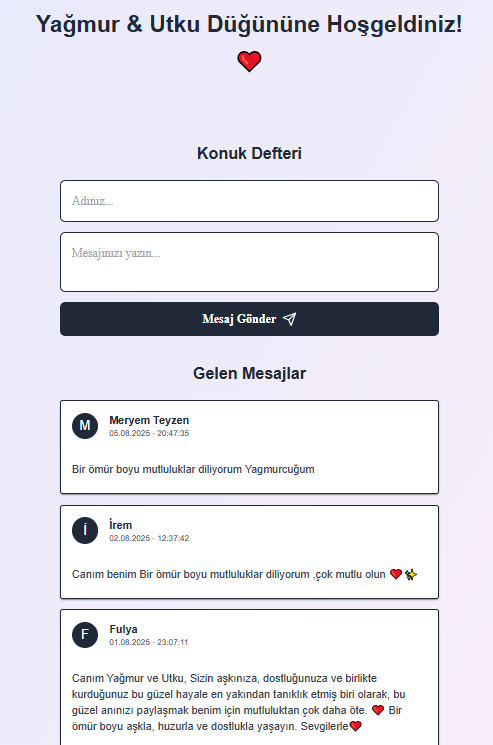 Yağmur & Utku Düğününe Hoşgeldiniz!
❤️
Konuk Defteri
Adınız...
Mesajınızı yazın...
Mesaj Gönder
Gelen Mesajlar
M
Meryem Teyzen
05.08.2025 - 20:47:35
Bir ömür boyu mutluluklar diliyorum Yagmurcuğum
İ
İrem
02.08.2025 - 12:37:42
Canım benim Bir ömür boyu mutluluklar diliyorum ,çok mutlu olun ❤️✨
F
Fulya
01.08.2025 - 23:07:11
Canım Yağmur ve Utku, Sizin aşkınıza, dostluğunuza ve birlikte
kurduğunuz bu güzel hayale en yakından tanıklık etmiş biri olarak, bu
güzel anınızı paylaşmak benim için mutluluktan çok daha öte. ❤️ Bir
ömür boyu aşkla, huzurla ve dostlukla yaşayın. Sevgilerle❤️